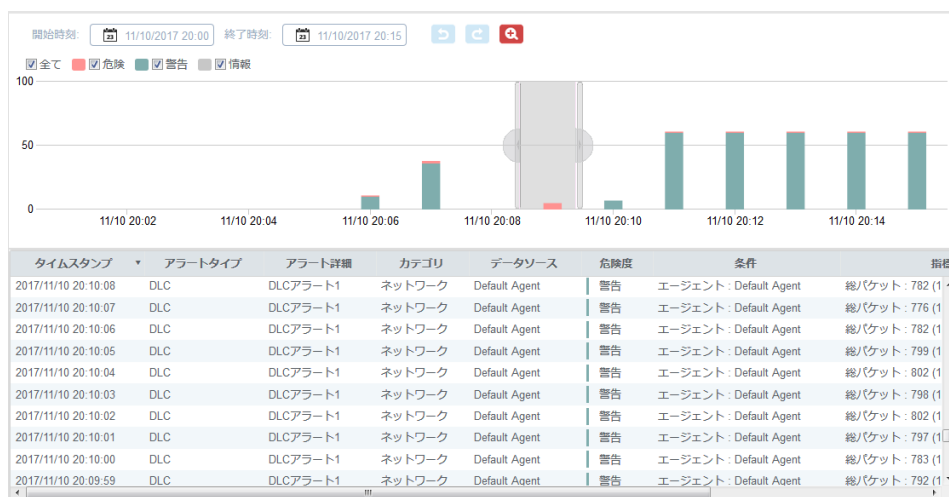 開始時刻: 23 11/10/2017 20:00 終了時刻: 23 11/10/2017 20:15
全て 危険 警告 情報
100
50
0
11/10 20:02 11/10 20:04 11/10 20:06 11/10 20:08 11/10 20:10 11/10 20:12 11/10 20:14
タイムスタンプ アラートタイプ アラート詳細 カテゴリ データソース 危険度 条件 指標
2017/11/10 20:10:08 DLC DLCアラート1 ネットワーク Default Agent 警告 エージェント : Default Agent 総パケット : 782 (1
2017/11/10 20:10:07 DLC DLCアラート1 ネットワーク Default Agent 警告 エージェント : Default Agent 総パケット : 776 (1
2017/11/10 20:10:06 DLC DLCアラート1 ネットワーク Default Agent 警告 エージェント : Default Agent 総パケット : 782 (1
2017/11/10 20:10:05 DLC DLCアラート1 ネットワーク Default Agent 警告 エージェント : Default Agent 総パケット : 799 (1
2017/11/10 20:10:04 DLC DLCアラート1 ネットワーク Default Agent 警告 エージェント : Default Agent 総パケット : 802 (1
2017/11/10 20:10:03 DLC DLCアラート1 ネットワーク Default Agent 警告 エージェント : Default Agent 総パケット : 798 (1
2017/11/10 20:10:02 DLC DLCアラート1 ネットワーク Default Agent 警告 エージェント : Default Agent 総パケット : 802 (1
2017/11/10 20:10:01 DLC DLCアラート1 ネットワーク Default Agent 警告 エージェント : Default Agent 総パケット : 797 (1
2017/11/10 20:10:00 DLC DLCアラート1 ネットワーク Default Agent 警告 エージェント : Default Agent 総パケット : 783 (1
2017/11/10 20:09:59 DLC DLCアラート1 ネットワーク Default Agent 警告 エージェント : Default Agent 総パケット : 792 (1